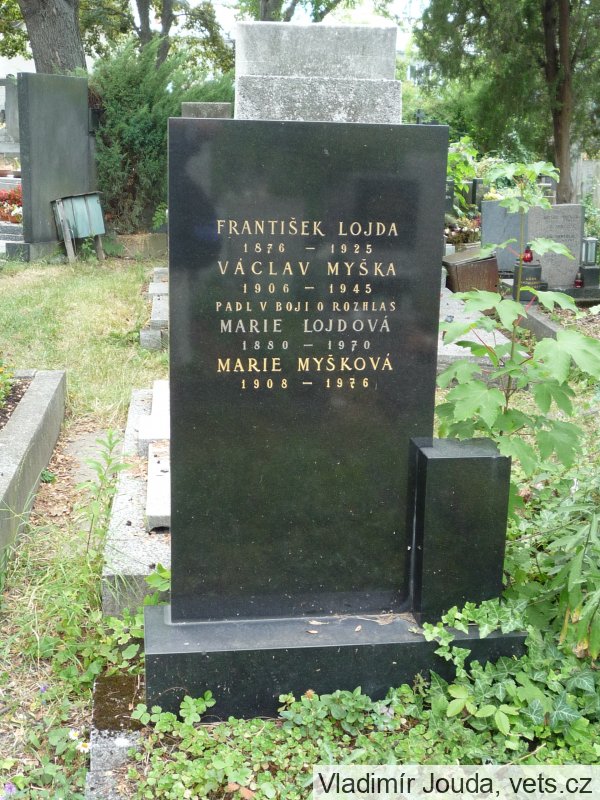 FRANTIŠEK LOJDA
1876 – 1925
VÁCLAV MYŠKA
1906 – 1945
PADL V BOJI O ROZHLAS
MARIE LOJDOVÁ
1880 – 1970
MARIE MYŠKOVÁ
1908 – 1976
Vladimír Jouda, vets.cz